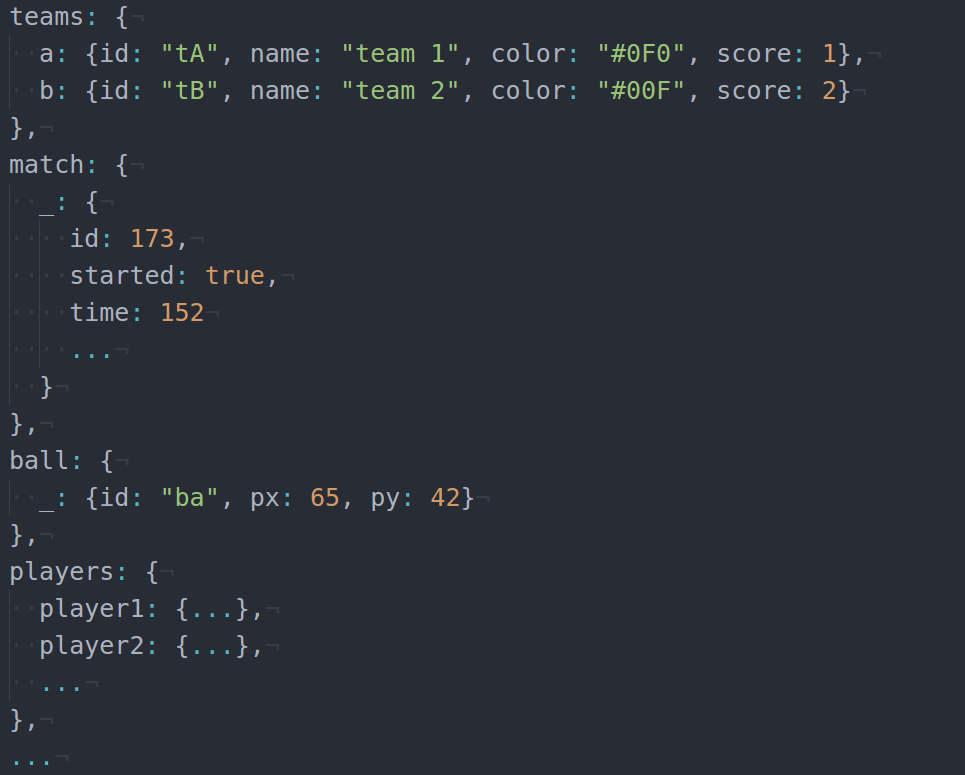 teams: {¬
··a: {id: "tA", name: "team 1", color: "#0F0", score: 1},¬
··b: {id: "tB", name: "team 2", color: "#00F", score: 2}¬
},¬
match: {¬
··_: {¬
····id: 173,¬
····started: true,¬
····time: 152¬
····...¬
··}¬
},¬
ball: {¬
··_: {id: "ba", px: 65, py: 42}¬
},¬
players: {¬
··player1: {...},¬
··player2: {...},¬
··...¬
},¬
...¬